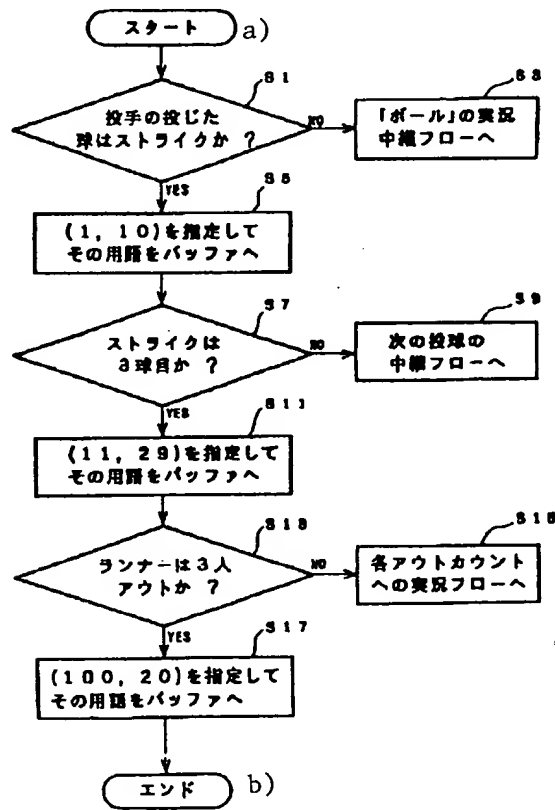 スタート a)
S1
投手の投じた
球はストライクか ?
NO
S3
「ボール」の実況
中継フローへ
YES
S5
(1, 10)を指定して
その用語をバッファへ
S7
ストライクは
3球目か ?
NO
S9
次の投球の
中継フローへ
YES
S11
(11, 29)を指定して
その用語をバッファへ
S13
ランナーは3人
アウトか ?
NO
S15
各アウトカウント
への実況フローへ
YES
S17
(100, 20)を指定して
その用語をバッファへ
エンド b)